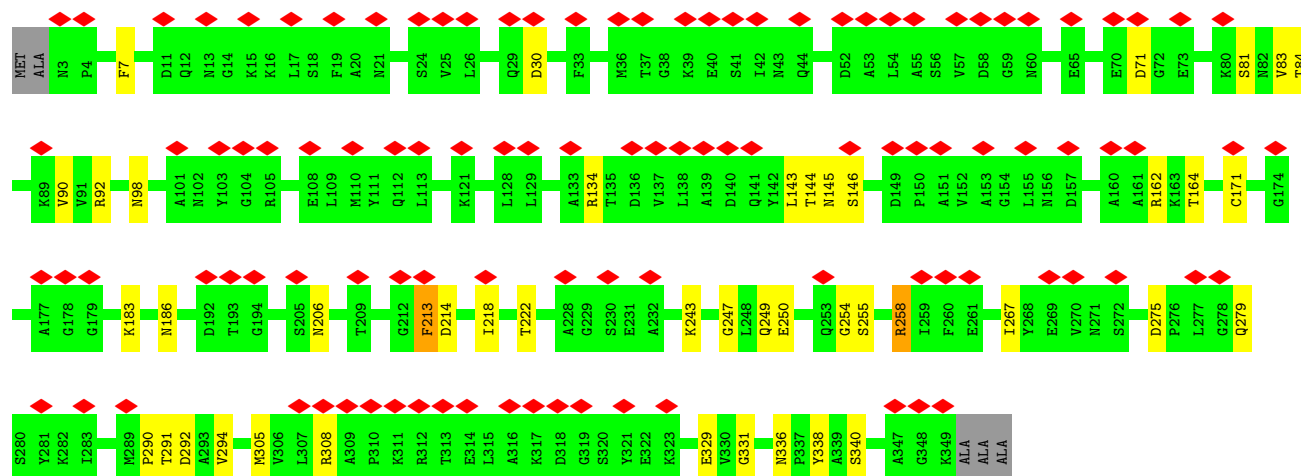 MET ALA N3 P4 F7 D11 Q12 N13 G14 K15 K16 L17 S18 F19 A20 N21 S24 V25 L26 Q29 D30 F33 M36 T37 G38 K39 E40 S41 I42 N43 Q44 D52 A53 L54 A55 S56 V57 D58 G59 N60 E65 E70 D71 G72 E73 K80 S81 N82 V83 T84
K89 V90 V91 R92 N98 A101 N102 Y103 G104 R105 E108 L109 M110 Y111 Q112 L113 K121 L128 L129 A133 R134 T135 D136 V137 L138 A139 D140 Q141 Y142 L143 T144 N145 S146 D149 P150 A151 V152 A153 G154 L155 N156 D157 A160 A161 R162 K163 T164 C171 G174
A177 G178 G179 K183 N186 D192 T193 G194 S205 N206 T209 G212 F213 D214 I218 T222 A228 G229 S230 E231 A232 K243 G247 L248 Q249 E250 Q253 G254 S255 R258 I259 F260 E261 I267 Y268 E269 V270 N271 S272 D275 P276 L277 G278 Q279
S280 Y281 K282 I283 M289 P290 T291 D292 A293 V294 M305 V306 L307 R308 A309 P310 K311 R312 T313 E314 L315 A316 K317 D318 G319 S320 Y321 E322 K323 E329 V330 G331 N336 P337 Y338 A339 S340 A347 G348 K349 ALA ALA ALA